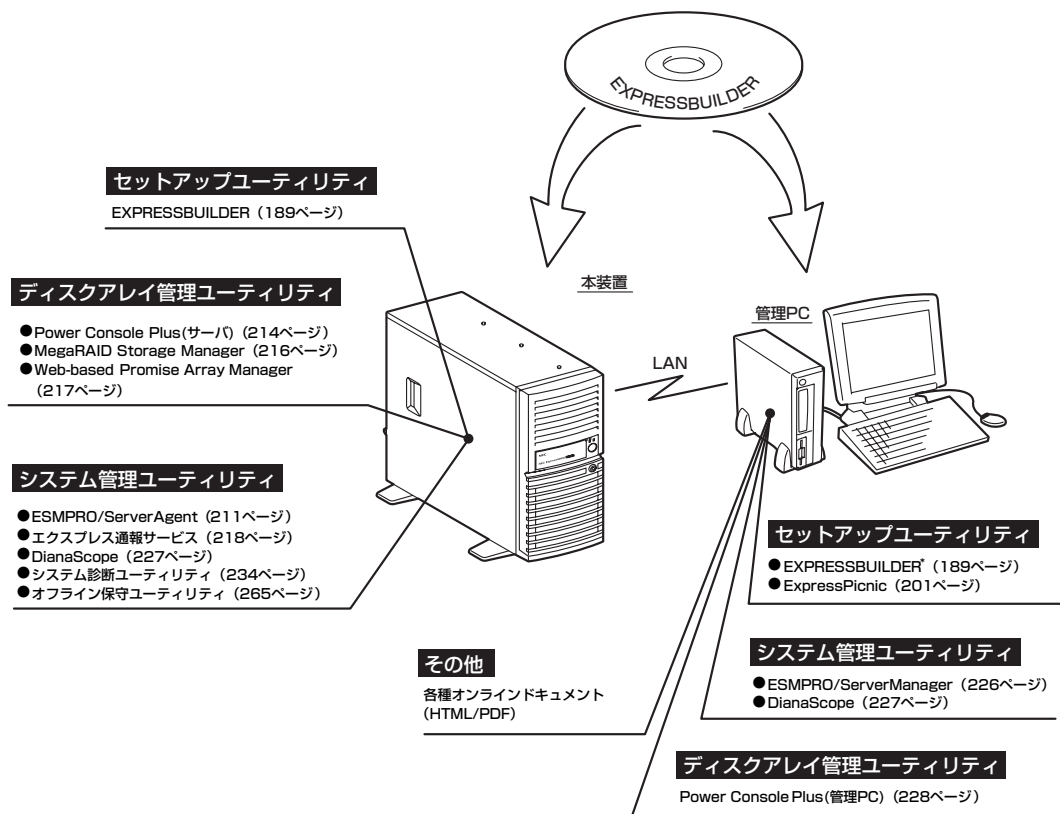 EXPRESSBUILDER
セットアップユーティリティ
EXPRESSBUILDER（189ページ）
ディスクアレイ管理ユーティリティ
●Power Console Plus(サーバ)（214ページ）
●MegaRAID Storage Manager（216ページ）
●Web-based Promise Array Manager
（217ページ）
システム管理ユーティリティ
●ESMPRO/ServerAgent（211ページ）
●エクスプレス通報サービス（218ページ）
●DianaScope（227ページ）
●システム診断ユーティリティ（234ページ）
●オフライン保守ユーティリティ（265ページ）
本装置
LAN
管理PC
セットアップユーティリティ
●EXPRESSBUILDER*（189ページ）
●ExpressPicnic（201ページ）
システム管理ユーティリティ
●ESMPRO/ServerManager（226ページ）
●DianaScope（227ページ）
その他
各種オンラインドキュメント
（HTML/PDF）
ディスクアレイ管理ユーティリティ
Power Console Plus(管理PC)（228ページ）